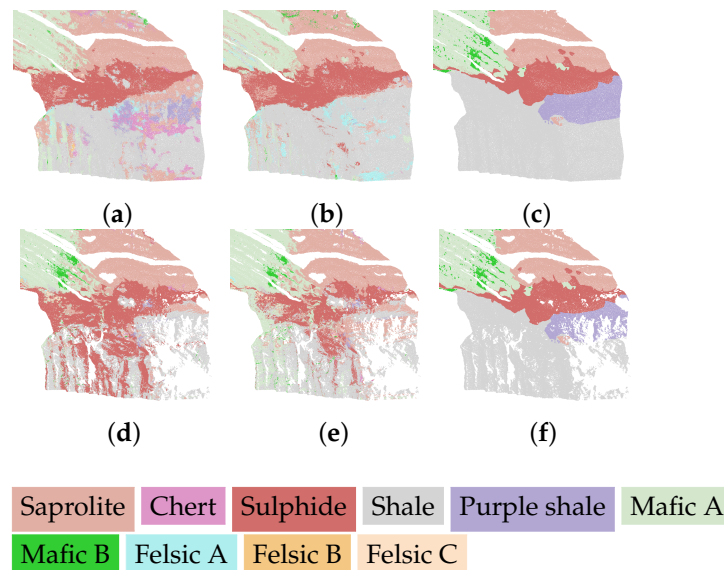 (a) (b) (c)
(d) (e) (f)
Saprolite Chert Sulphide Shale Purple shale Mafic A
Mafic B Felsic A Felsic B Felsic C